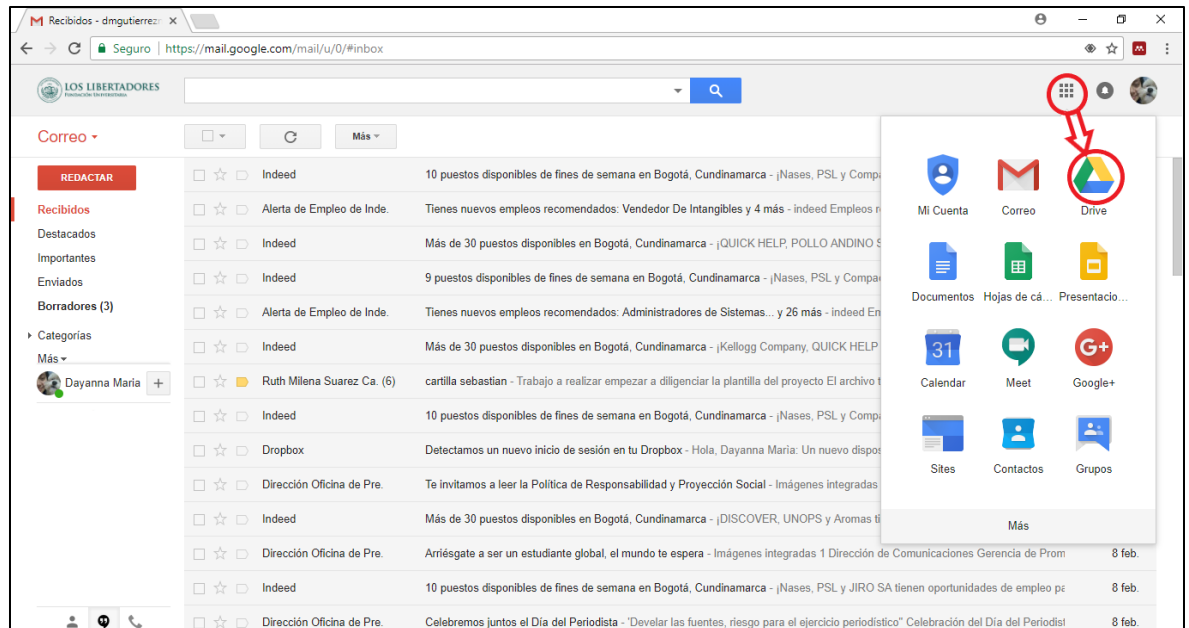 Recibidos - dmgutierrezr
Seguro | https://mail.google.com/mail/u/0/#inbox
LOS LIBERTADORES
FUNDACIÓN UNIVERSITARIA
Correo
Más
REDACTAR
Recibidos
Destacados
Importantes
Enviados
Borradores (3)
Categorías
Más
Dayanna Maria +
Indeed 10 puestos disponibles de fines de semana en Bogotá, Cundinamarca - ¡Nases, PSL y Compa
Alerta de Empleo de Inde. Tienes nuevos empleos recomendados: Vendedor De Intangibles y 4 más - indeed Empleos r
Indeed Más de 30 puestos disponibles en Bogotá, Cundinamarca - ¡QUICK HELP, POLLO ANDINO S
Indeed 9 puestos disponibles de fines de semana en Bogotá, Cundinamarca - ¡Nases, PSL y Compa
Alerta de Empleo de Inde. Tienes nuevos empleos recomendados: Administradores de Sistemas... y 26 más - indeed Em
Indeed Más de 30 puestos disponibles en Bogotá, Cundinamarca - ¡Kellogg Company, QUICK HELP
Ruth Milena Suarez Ca. (6) cartilla sebastian - Trabajo a realizar empezar a diligenciar la plantilla del proyecto El archivo t
Indeed 10 puestos disponibles de fines de semana en Bogotá, Cundinamarca - ¡Nases, PSL y Compa
Dropbox Detectamos un nuevo inicio de sesión en tu Dropbox - Hola, Dayanna Maria: Un nuevo dispos
Dirección Oficina de Pre. Te invitamos a leer la Política de Responsabilidad y Proyección Social - Imágenes integradas
Indeed Más de 30 puestos disponibles en Bogotá, Cundinamarca - ¡DISCOVER, UNOPS y Aromas ti
Dirección Oficina de Pre. Arriésgate a ser un estudiante global, el mundo te espera - Imágenes integradas 1 Dirección de Comunicaciones Gerencia de Prom 8 feb.
Indeed 10 puestos disponibles de fines de semana en Bogotá, Cundinamarca - ¡Nases, PSL y JIRO SA tienen oportunidades de empleo pa 8 feb.
Dirección Oficina de Pre. Celebremos juntos el Día del Periodista - 'Develar las fuentes, riesgo para el ejercicio periodístico" Celebración del Día del Periodist 8 feb.
Mi Cuenta Correo Drive
Documentos Hojas de cá... Presentacio...
31 G+
Calendar Meet Google+
Sites Contactos Grupos
Más